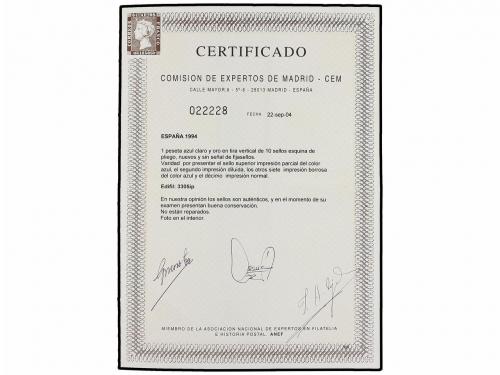 CERTIFICADO
COMISION DE EXPERTOS DE MADRID - CEM
CALLE MAYOR,6 - 5º-6 - 28013 MADRID - ESPAÑA
022228 FECHA 22-sep-04
ESPAÑA 1994
1 peseta azul claro y oro en tira vertical de 10 sellos esquina de
pliego, nuevos y sin señal de fijasellos.
Varidad por presentar el sello superior impresión parcial del color
azul, el segundo impresión diluida, los otros siete impresión borrosa
del color azul y el décimo impresión normal.
Edifil: 3305ip
En nuestra opinión los sellos son auténticos, y en el momento de su
examen presentan buena conservación.
No están reparados.
Foto en el interior.
MIEMBRO DE LA ASOCIACION NACIONAL DE EXPERTOS EN FILATELIA
E HISTORIA POSTAL. ANEF